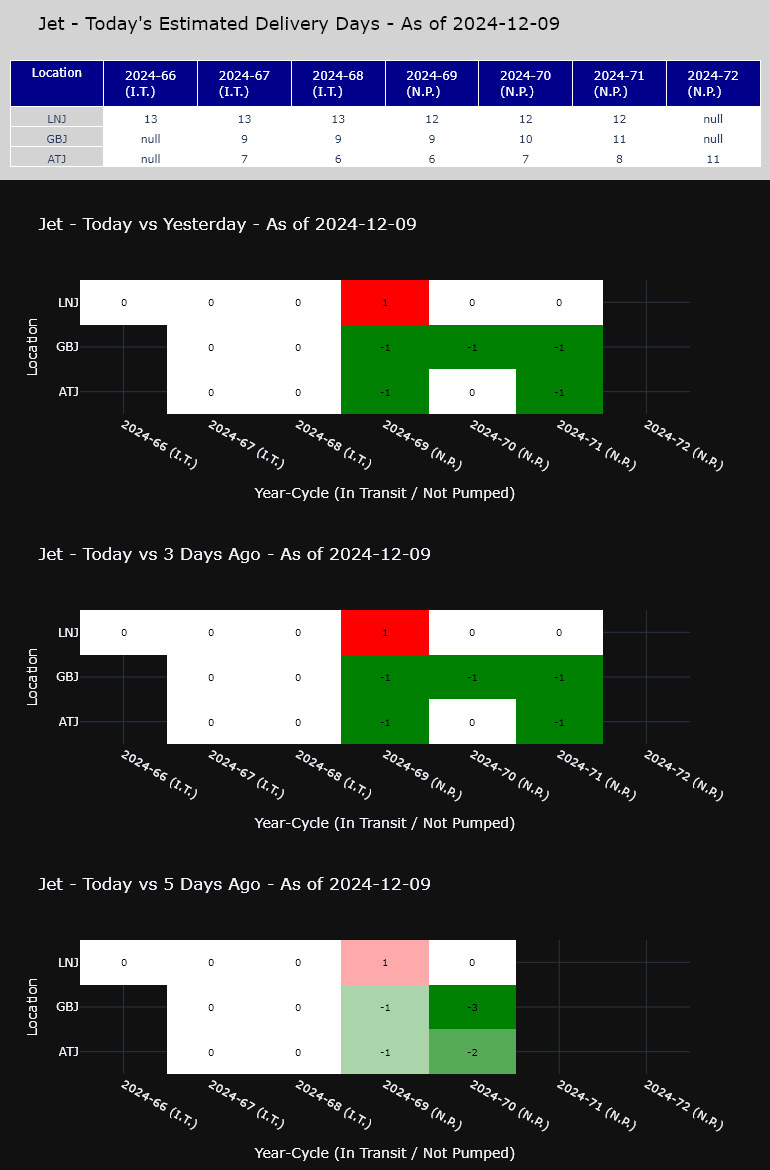 Jet - Today's Estimated Delivery Days - As of 2024-12-09
Location 2024-66 (I.T.) 2024-67 (I.T.) 2024-68 (I.T.) 2024-69 (N.P.) 2024-70 (N.P.) 2024-71 (N.P.) 2024-72 (N.P.)
LNJ 13 13 13 12 12 12 null
GBJ null 9 9 9 10 11 null
ATJ null 7 6 6 7 8 11
Jet - Today vs Yesterday - As of 2024-12-09
Location
LNJ 0 0 0 1 0 0
GBJ 0 0 -1 -1 -1
ATJ 0 0 -1 0 -1
2024-66 (I.T.) 2024-67 (I.T.) 2024-68 (I.T.) 2024-69 (N.P.) 2024-70 (N.P.) 2024-71 (N.P.) 2024-72 (N.P.)
Year-Cycle (In Transit / Not Pumped)
Jet - Today vs 3 Days Ago - As of 2024-12-09
Location
LNJ 0 0 0 1 0 0
GBJ 0 0 -1 -1 -1
ATJ 0 0 -1 0 -1
2024-66 (I.T.) 2024-67 (I.T.) 2024-68 (I.T.) 2024-69 (N.P.) 2024-70 (N.P.) 2024-71 (N.P.) 2024-72 (N.P.)
Year-Cycle (In Transit / Not Pumped)
Jet - Today vs 5 Days Ago - As of 2024-12-09
Location
LNJ 0 0 0 1 0
GBJ 0 0 -1 -3
ATJ 0 0 -1 -2
2024-66 (I.T.) 2024-67 (I.T.) 2024-68 (I.T.) 2024-69 (N.P.) 2024-70 (N.P.) 2024-71 (N.P.) 2024-72 (N.P.)
Year-Cycle (In Transit / Not Pumped)